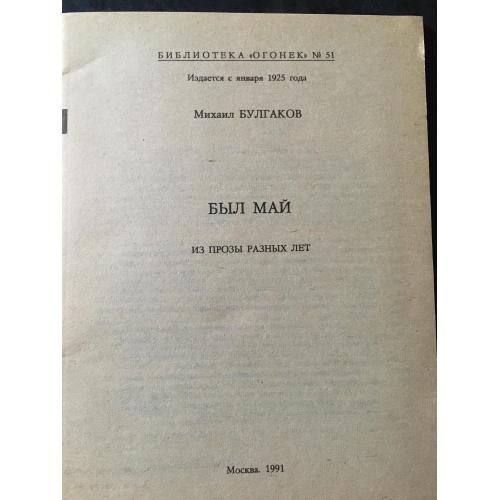 БИБЛИОТЕКА «ОГОНЕК» № 51
Издается с января 1925 года
Михаил БУЛГАКОВ
БЫЛ МАЙ
ИЗ ПРОЗЫ РАЗНЫХ ЛЕТ
Москва. 1991